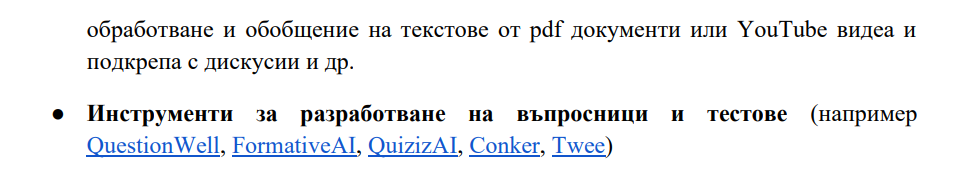 обработване и обобщение на текстове от pdf документи или YouTube видеа и
подкрепа с дискусии и др.
● Инструменти за разработване на въпросници и тестове (например
QuestionWell, FormativeAI, QuizizAI, Conker, Twee)